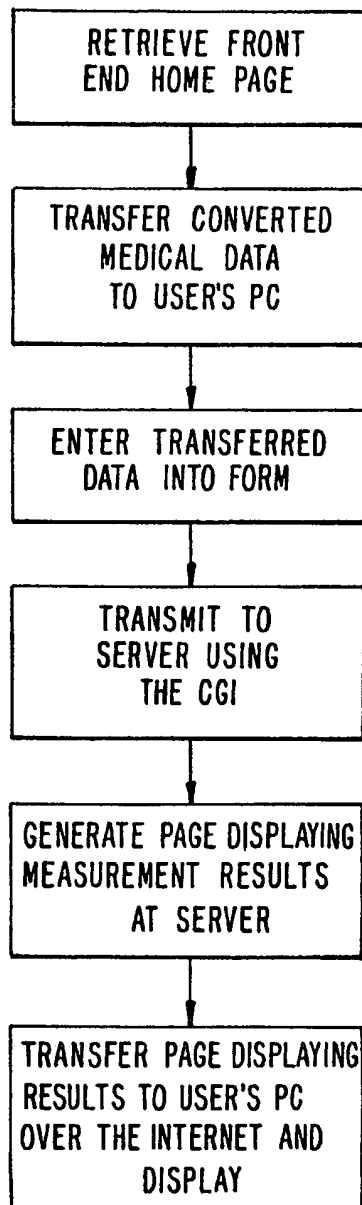 RETRIEVE FRONT
END HOME PAGE
TRANSFER CONVERTED
MEDICAL DATA
TO USER'S PC
ENTER TRANSFERRED
DATA INTO FORM
TRANSMIT TO
SERVER USING
THE CGI
GENERATE PAGE DISPLAYING
MEASUREMENT RESULTS
AT SERVER
TRANSFER PAGE DISPLAYING
RESULTS TO USER'S PC
OVER THE INTERNET AND
DISPLAY